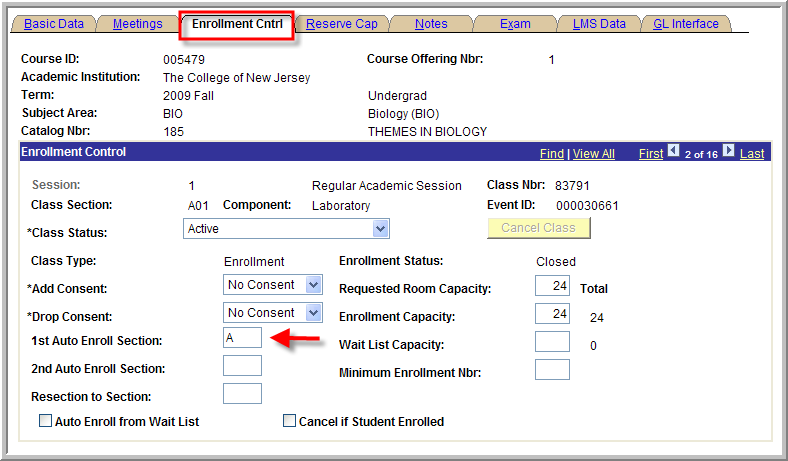 Basic Data Meetings Enrollment Cntrl Reserve Cap Notes Exam LMS Data GL Interface
Course ID: 005479 Course Offering Nbr: 1
Academic Institution: The College of New Jersey
Term: 2009 Fall Undergrad
Subject Area: BIO Biology (BIO)
Catalog Nbr: 185 THEMES IN BIOLOGY
Enrollment Control Find | View All First 2 of 16 Last
Session: 1 Regular Academic Session Class Nbr: 83791
Class Section: A01 Component: Laboratory Event ID: 000030661
*Class Status: Active Cancel Class
Class Type: Enrollment Enrollment Status: Closed
*Add Consent: No Consent Requested Room Capacity: 24 Total
*Drop Consent: No Consent Enrollment Capacity: 24 24
1st Auto Enroll Section: A Wait List Capacity: 0
2nd Auto Enroll Section: Minimum Enrollment Nbr:
Resection to Section:
Auto Enroll from Wait List Cancel if Student Enrolled